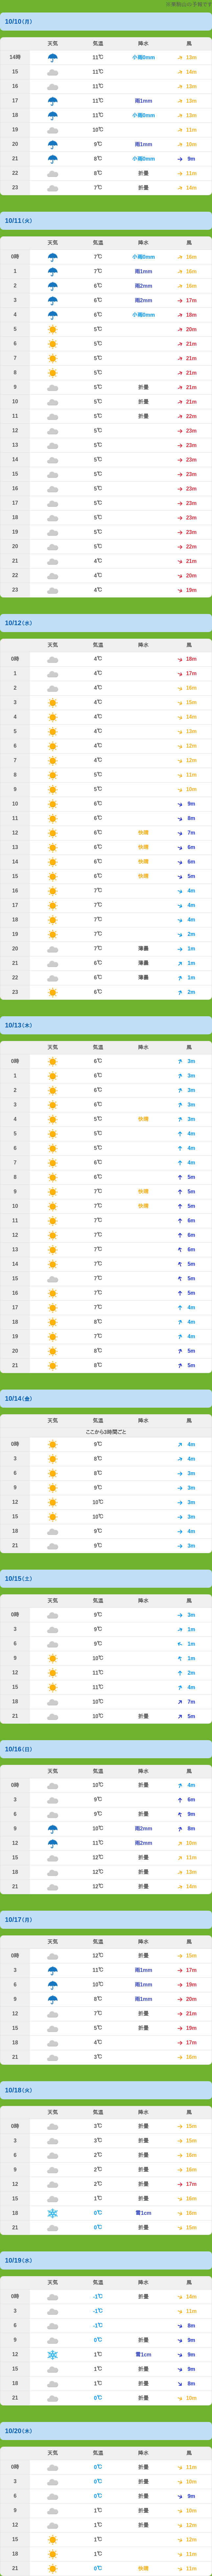 10/10(月)
天気 気温 降水 風
14時 11℃ 小雨0mm 13m
15 11℃ 14m
16 11℃ 13m
17 11℃ 雨1mm 13m
18 11℃ 小雨0mm 13m
19 10℃ 11m
20 9℃ 雨1mm 10m
21 8℃ 小雨0mm 9m
22 8℃ 折曇 11m
23 7℃ 折曇 14m
10/11(火)
天気 気温 降水 風
0時 7℃ 小雨0mm 16m
1 7℃ 雨1mm 16m
2 6℃ 雨2mm 16m
3 6℃ 雨2mm 17m
4 6℃ 小雨0mm 18m
5 5℃ 20m
6 5℃ 21m
7 5℃ 21m
8 5℃ 21m
9 5℃ 折曇 21m
10 5℃ 折曇 21m
11 5℃ 折曇 22m
12 5℃ 23m
13 5℃ 23m
14 5℃ 23m
15 5℃ 23m
16 5℃ 23m
17 5℃ 23m
18 5℃ 23m
19 5℃ 23m
20 5℃ 22m
21 4℃ 21m
22 4℃ 20m
23 4℃ 19m
10/12(水)
天気 気温 降水 風
0時 4℃ 18m
1 4℃ 17m
2 4℃ 16m
3 4℃ 15m
4 4℃ 14m
5 4℃ 13m
6 4℃ 12m
7 4℃ 12m
8 5℃ 11m
9 5℃ 10m
10 6℃ 9m
11 6℃ 8m
12 6℃ 快晴 7m
13 6℃ 快晴 6m
14 6℃ 快晴 6m
15 6℃ 快晴 5m
16 7℃ 4m
17 7℃ 4m
18 7℃ 4m
19 7℃ 2m
20 7℃ 薄曇 1m
21 6℃ 薄曇 1m
22 6℃ 薄曇 1m
23 6℃ 2m
10/13(木)
天気 気温 降水 風
0時 6℃ 3m
1 6℃ 3m
2 6℃ 3m
3 6℃ 3m
4 5℃ 快晴 3m
5 5℃ 4m
6 5℃ 4m
7 6℃ 4m
8 6℃ 5m
9 7℃ 快晴 5m
10 7℃ 快晴 5m
11 7℃ 6m
12 7℃ 6m
13 7℃ 6m
14 7℃ 5m
15 7℃ 5m
16 7℃ 5m
17 7℃ 4m
18 8℃ 4m
19 7℃ 4m
20 8℃ 5m
21 8℃ 5m
10/14(金)
天気 気温 降水 風
ここから3時間ごと
0時 9℃ 4m
3 8℃ 4m
6 8℃ 3m
9 9℃ 3m
12 10℃ 3m
15 10℃ 3m
18 9℃ 4m
21 9℃ 3m
10/15(土)
天気 気温 降水 風
0時 9℃ 3m
3 9℃ 1m
6 9℃ 1m
9 10℃ 1m
12 11℃ 2m
15 11℃ 4m
18 10℃ 7m
21 10℃ 折曇 5m
10/16(日)
天気 気温 降水 風
0時 10℃ 折曇 4m
3 9℃ 6m
6 9℃ 折曇 9m
9 10℃ 雨2mm 8m
12 11℃ 雨2mm 10m
15 12℃ 折曇 11m
18 12℃ 折曇 13m
21 12℃ 折曇 14m
10/17(月)
天気 気温 降水 風
0時 12℃ 折曇 15m
3 11℃ 雨1mm 17m
6 10℃ 雨1mm 19m
9 8℃ 雨1mm 20m
12 7℃ 折曇 21m
15 5℃ 折曇 19m
18 4℃ 17m
21 3℃ 16m
10/18(火)
天気 気温 降水 風
0時 3℃ 折曇 15m
3 3℃ 折曇 15m
6 2℃ 折曇 16m
9 2℃ 折曇 16m
12 2℃ 折曇 17m
15 1℃ 折曇 16m
18 0℃ 雪1cm 16m
21 0℃ 折曇 15m
10/19(水)
天気 気温 降水 風
0時 -1℃ 折曇 14m
3 -1℃ 11m
6 -1℃ 8m
9 0℃ 折曇 9m
12 1℃ 雪1cm 9m
15 1℃ 折曇 9m
18 1℃ 折曇 8m
21 0℃ 折曇 10m
10/20(木)
天気 気温 降水 風
0時 0℃ 折曇 11m
3 0℃ 折曇 10m
6 0℃ 折曇 9m
9 1℃ 折曇 10m
12 1℃ 折曇 12m
15 1℃ 12m
18 1℃ 11m
21 0℃ 快晴 11m